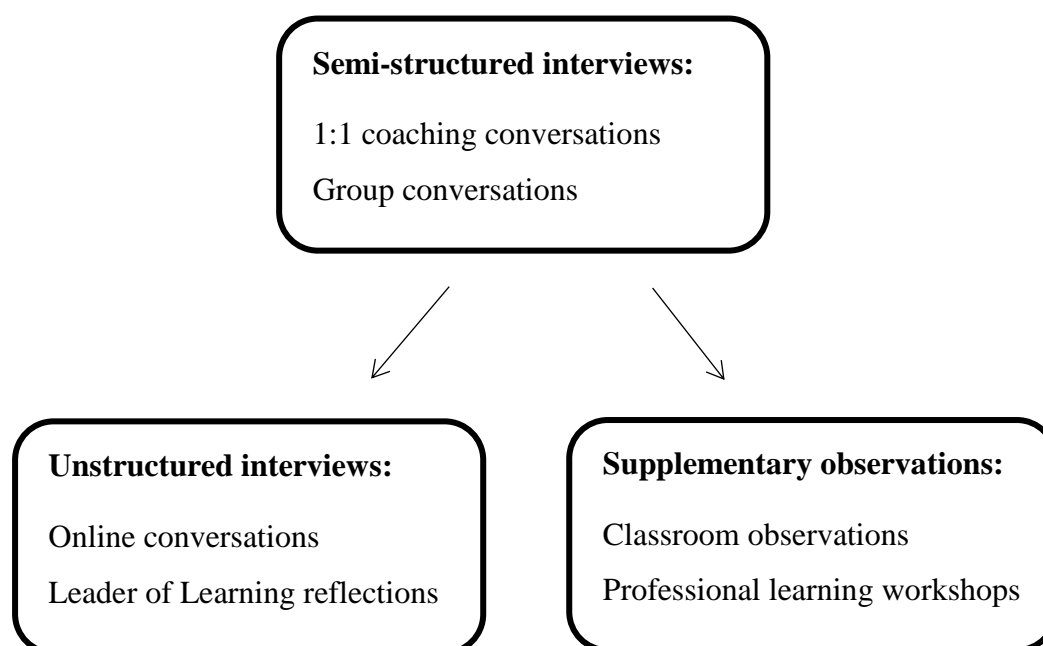 Semi-structured interviews:
1:1 coaching conversations
Group conversations
Unstructured interviews:
Online conversations
Leader of Learning reflections
Supplementary observations:
Classroom observations
Professional learning workshops